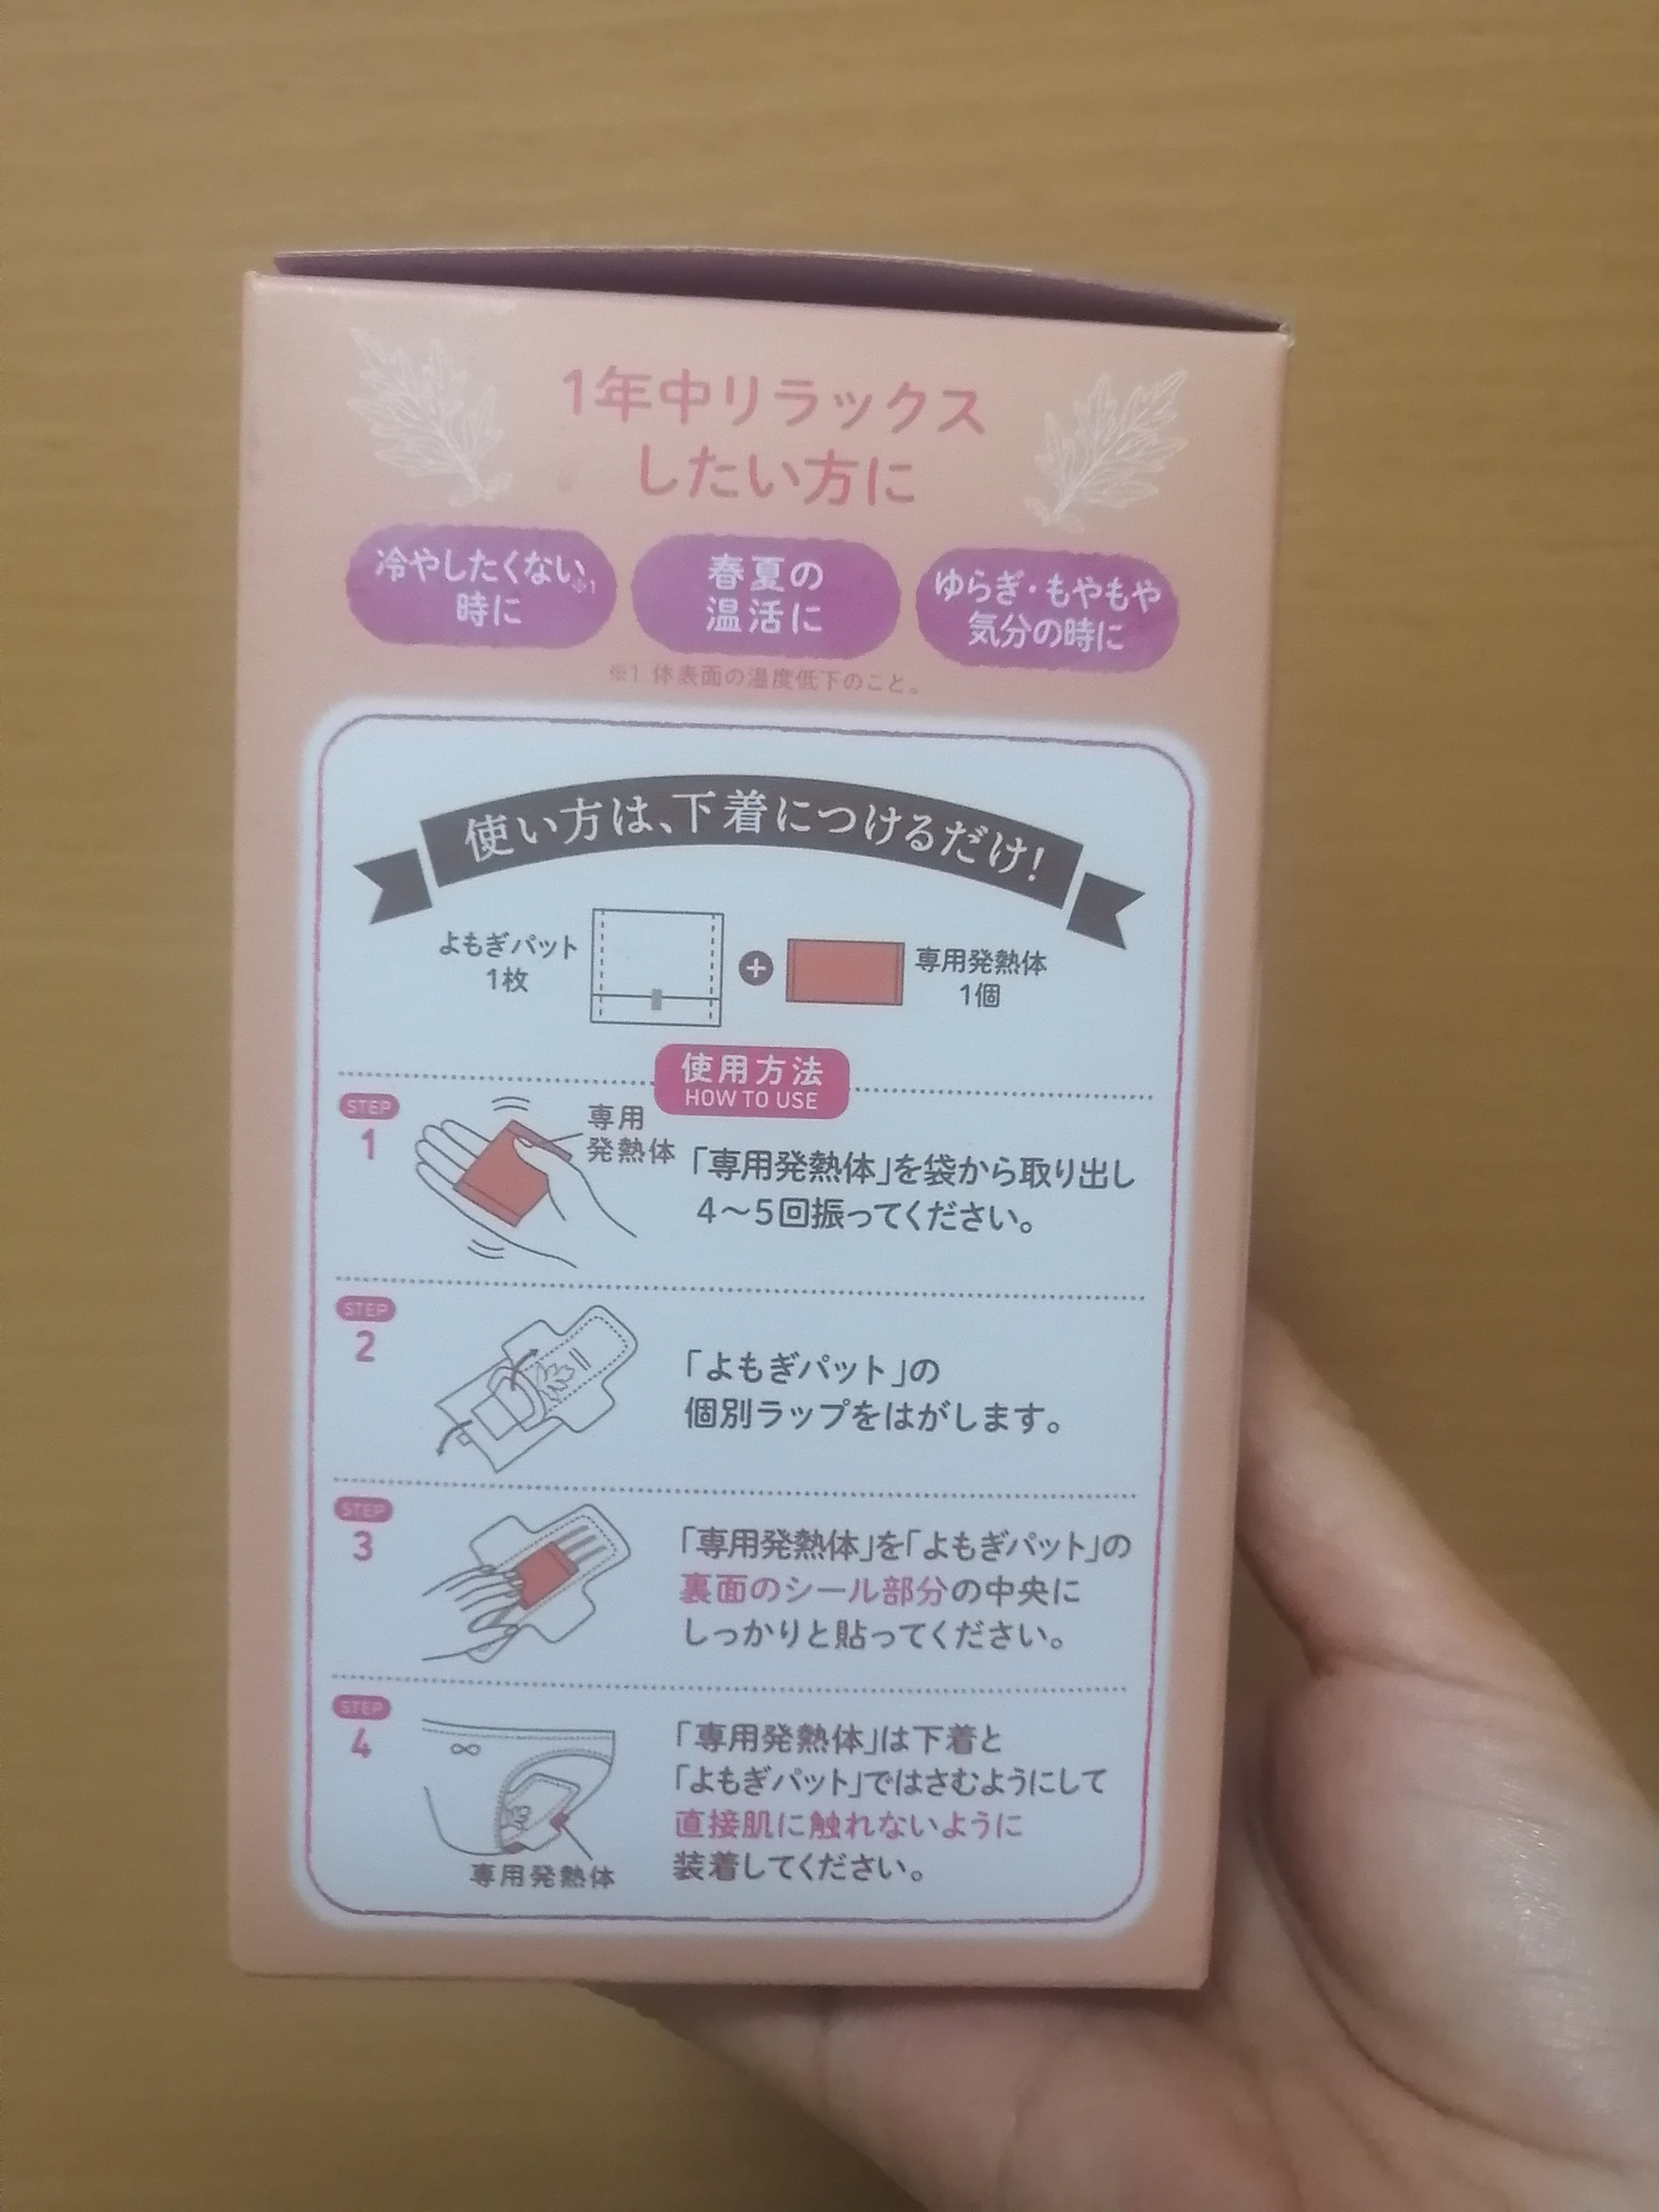 1年中リラックス
したい方に
冷やしたくない※1
時に
春夏の
温活に
ゆらぎ・もやもや
気分の時に
※1 体表面の温度低下のこと。
使い方は、下着につけるだけ!
よもぎパット
1枚
+
専用発熱体
1個
使用方法
HOW TO USE
STEP
1
専用
発熱体
「専用発熱体」を袋から取り出し
4〜5回振ってください。
STEP
2
「よもぎパット」の
個別ラップをはがします。
STEP
3
「専用発熱体」を「よもぎパット」の
裏面のシール部分の中央に
しっかりと貼ってください。
STEP
4
専用発熱体
「専用発熱体」は下着と
「よもぎパット」ではさむようにして
直接肌に触れないように
装着してください。